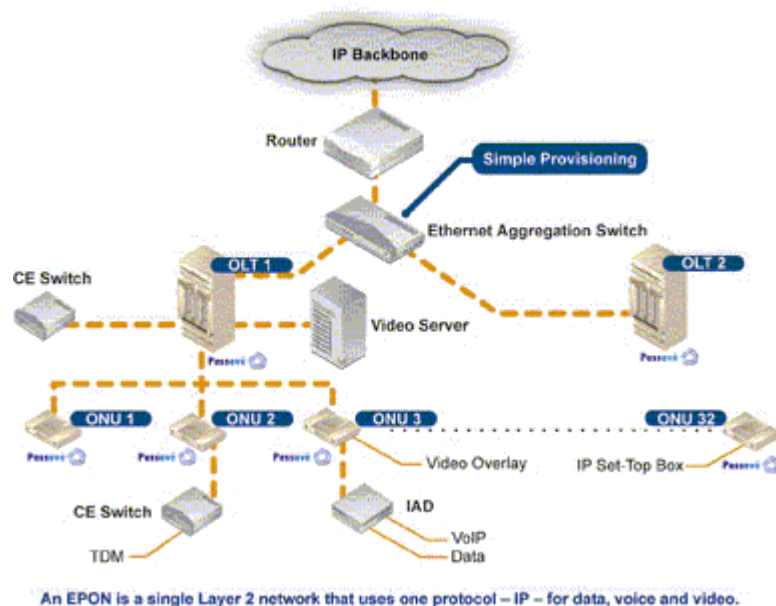 IP Backbone
Router
Simple Provisioning
Ethernet Aggregation Switch
OLT 1
OLT 2
CE Switch
Video Server
Passave
Passave
ONU 1
ONU 2
ONU 3
ONU 32
Passave
Passave
Passave
Passave
Video Overlay
IP Set-Top Box
CE Switch
IAD
VoIP
TDM
Data
An EPON is a single Layer 2 network that uses one protocol – IP – for data, voice and video.